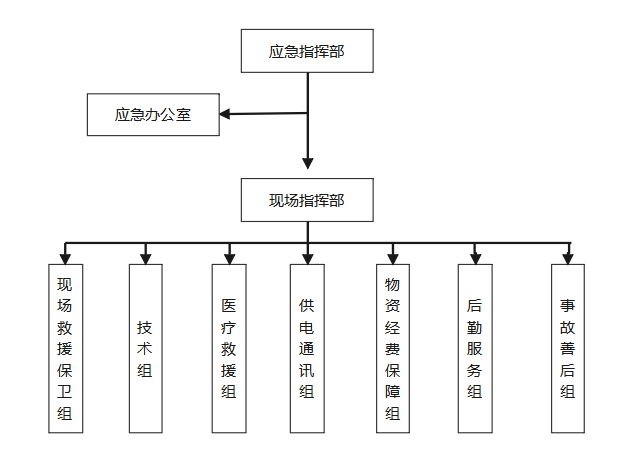 应急指挥部
应急办公室
现场指挥部
现场救援保卫组
技术组
医疗救援组
供电通讯组
物资经费保障组
后勤服务组
事故善后组